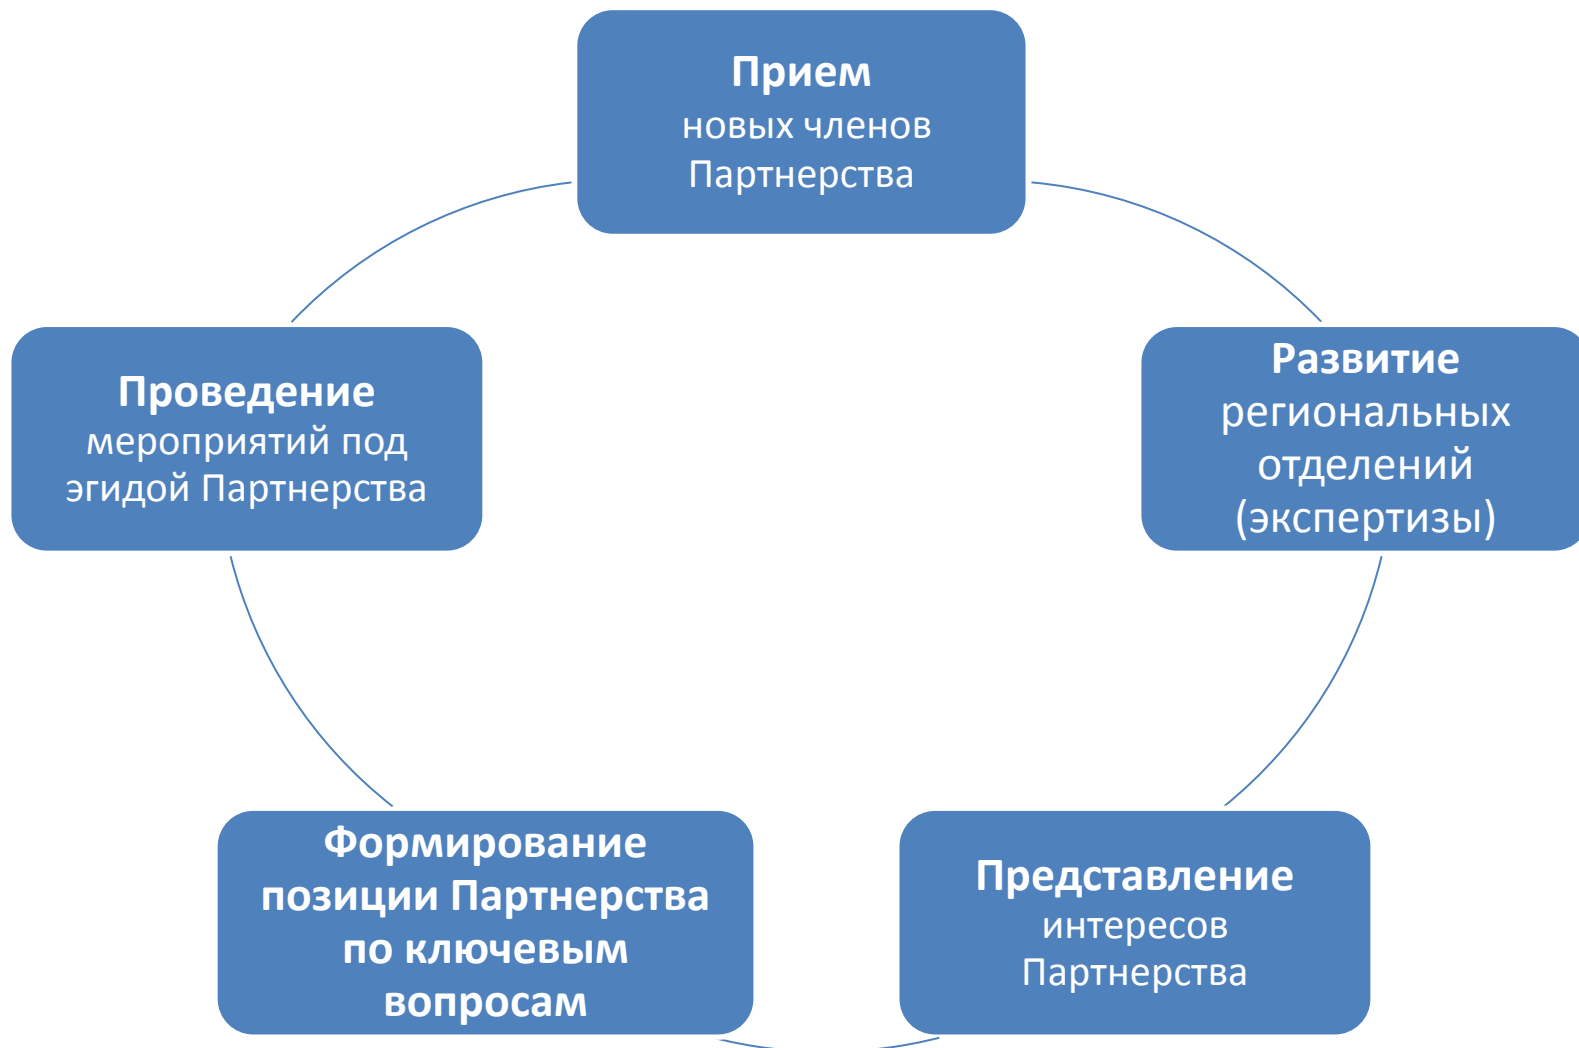 Прием
новых членов
Партнерства
Развитие
региональных
отделений
(экспертизы)
Проведение
мероприятий под
эгидой Партнерства
Формирование
позиции Партнерства
по ключевым
вопросам
Представление
интересов
Партнерства